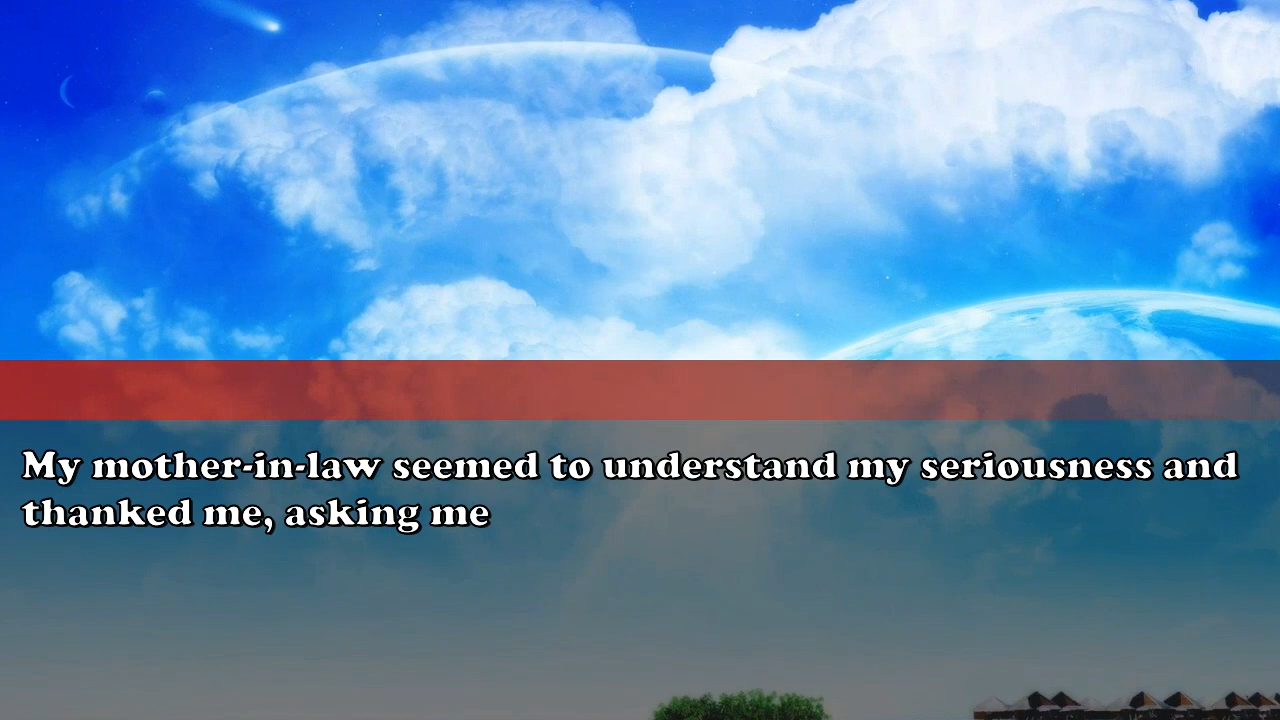 My mother-in-law seemed to understand my seriousness and
thanked me, asking me